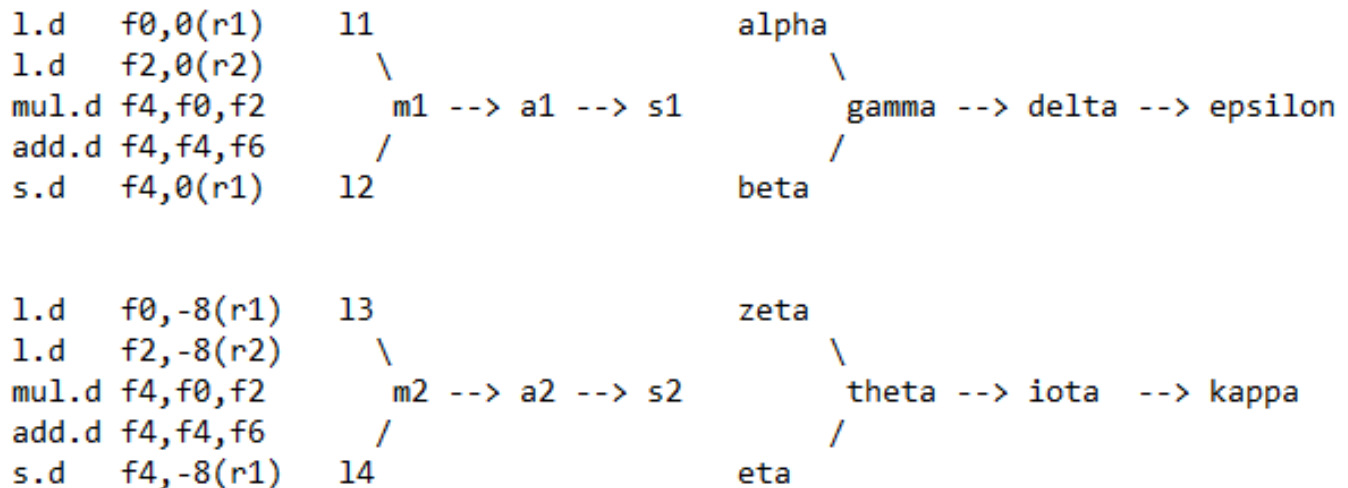 l.d   f0,0(r1)    l1                      alpha
l.d   f2,0(r2)      \                          \
mul.d f4,f0,f2       m1 --> a1 --> s1           gamma --> delta --> epsilon
add.d f4,f4,f6      /                          /
s.d   f4,0(r1)    l2                      beta
l.d   f0,-8(r1)   l3                      zeta
l.d   f2,-8(r2)     \                          \
mul.d f4,f0,f2       m2 --> a2 --> s2           theta --> iota  --> kappa
add.d f4,f4,f6      /                          /
s.d   f4,-8(r1)   l4                      eta